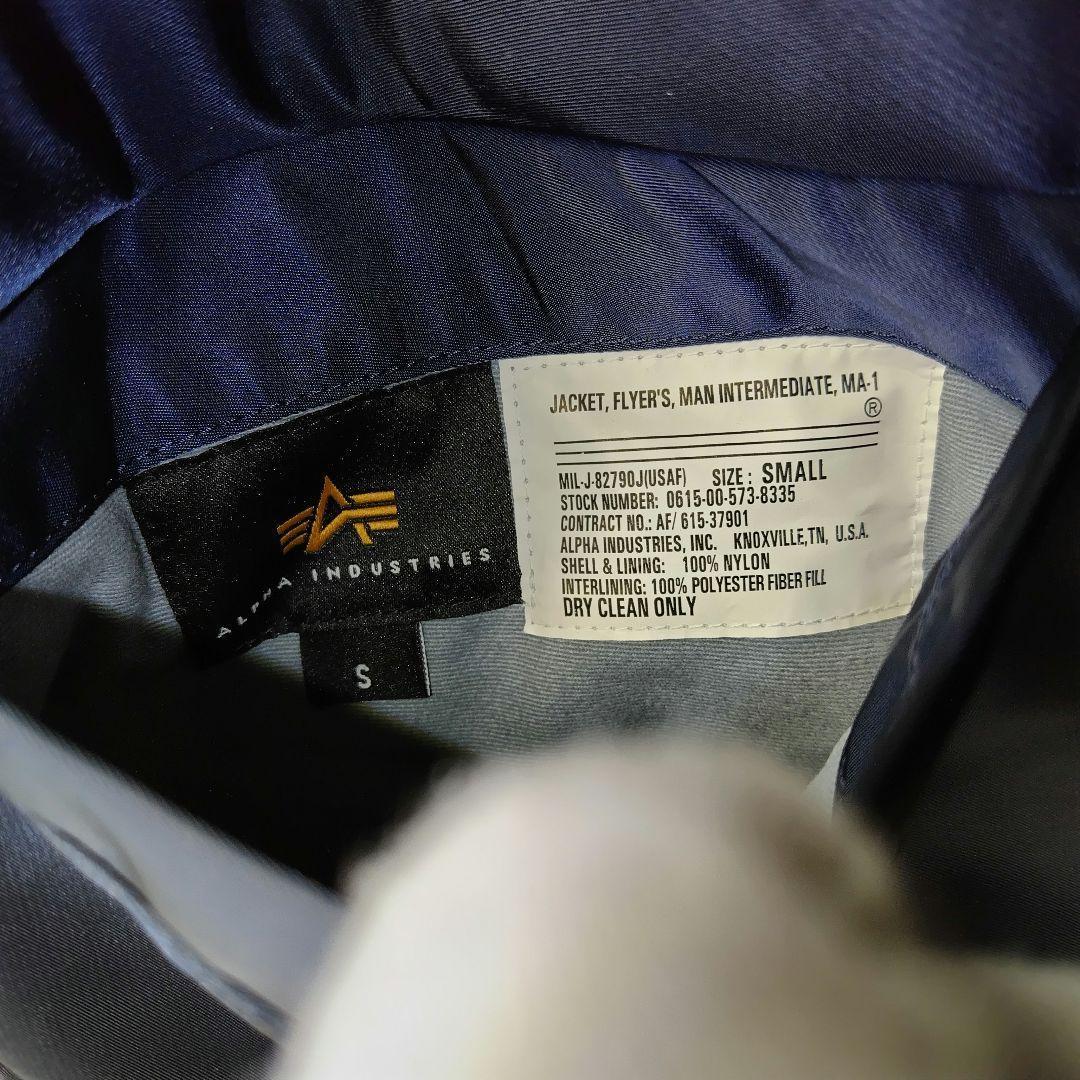 ALPHA INDUSTRIES
S
JACKET, FLYER'S, MAN INTERMEDIATE, MA-1
®
MIL-J-82790J(USAF) SIZE: SMALL
STOCK NUMBER: 0615-00-573-8335
CONTRACT NO.: AF/ 615-37901
ALPHA INDUSTRIES, INC. KNOXVILLE,TN, U.S.A.
SHELL & LINING: 100% NYLON
INTERLINING: 100% POLYESTER FIBER FILL
DRY CLEAN ONLY